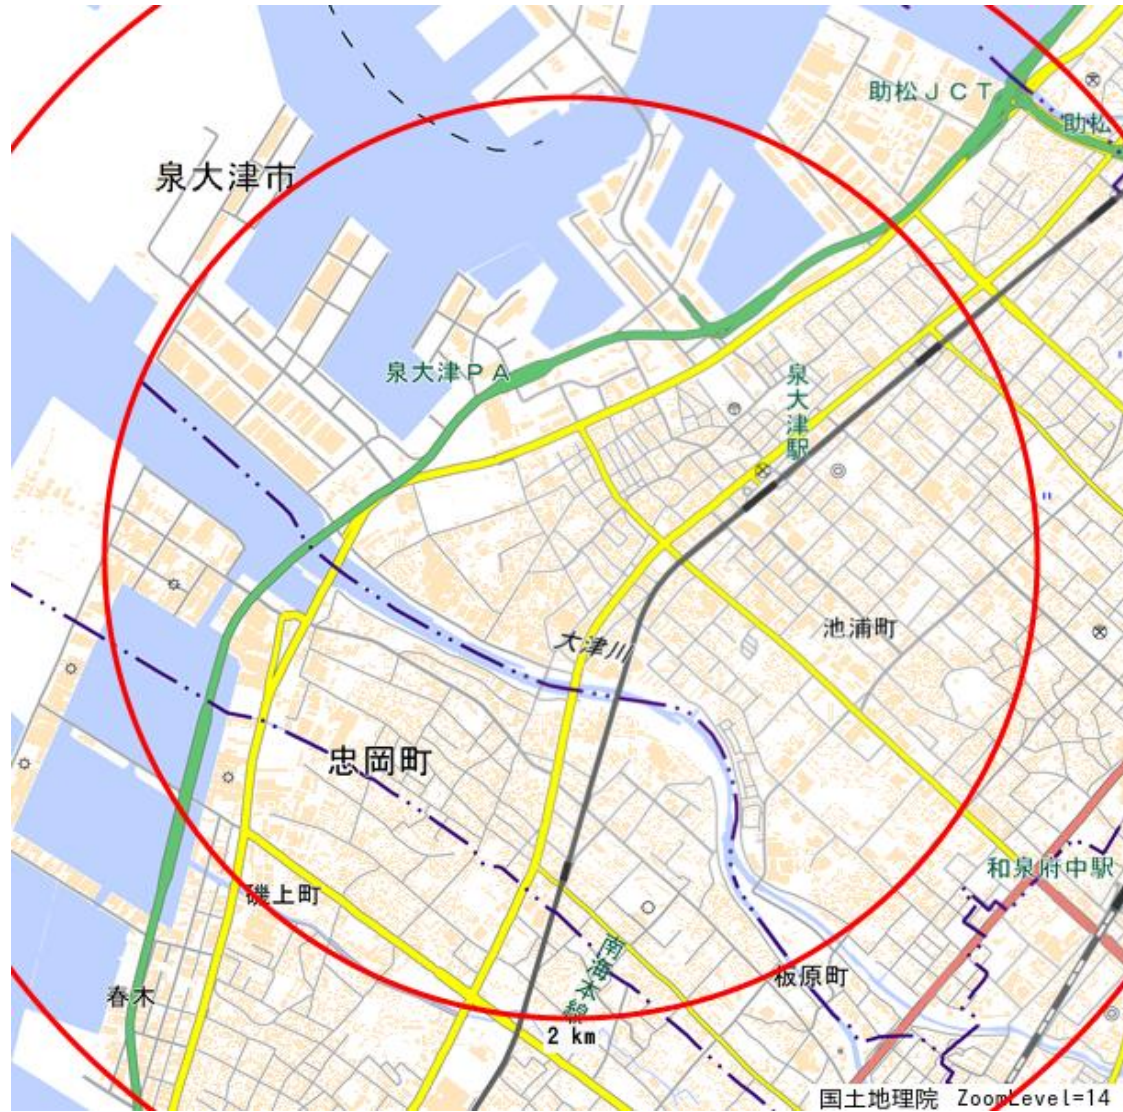 助松ＪＣＴ
助松
泉大津市
泉大津ＰＡ
泉大津駅
池浦町
大津川
忠岡町
和泉府中駅
磯上町
南海本線
板原町
春木
2 km
国土地理院 ZoomLevel=14